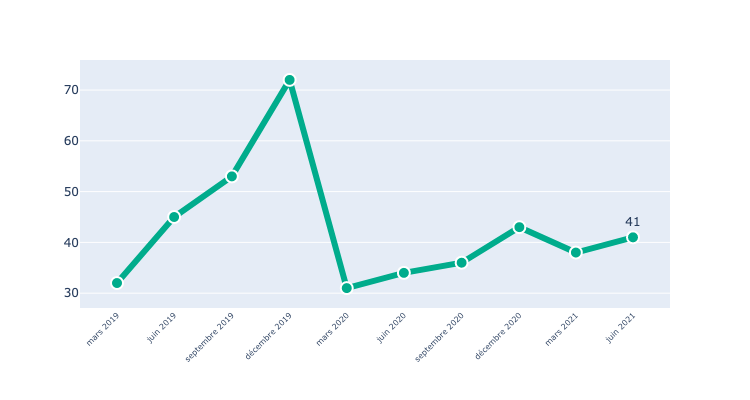 70
60
50
40
30
41
mars 2019
juin 2019
septembre 2019
décembre 2019
mars 2020
juin 2020
septembre 2020
décembre 2020
mars 2021
juin 2021